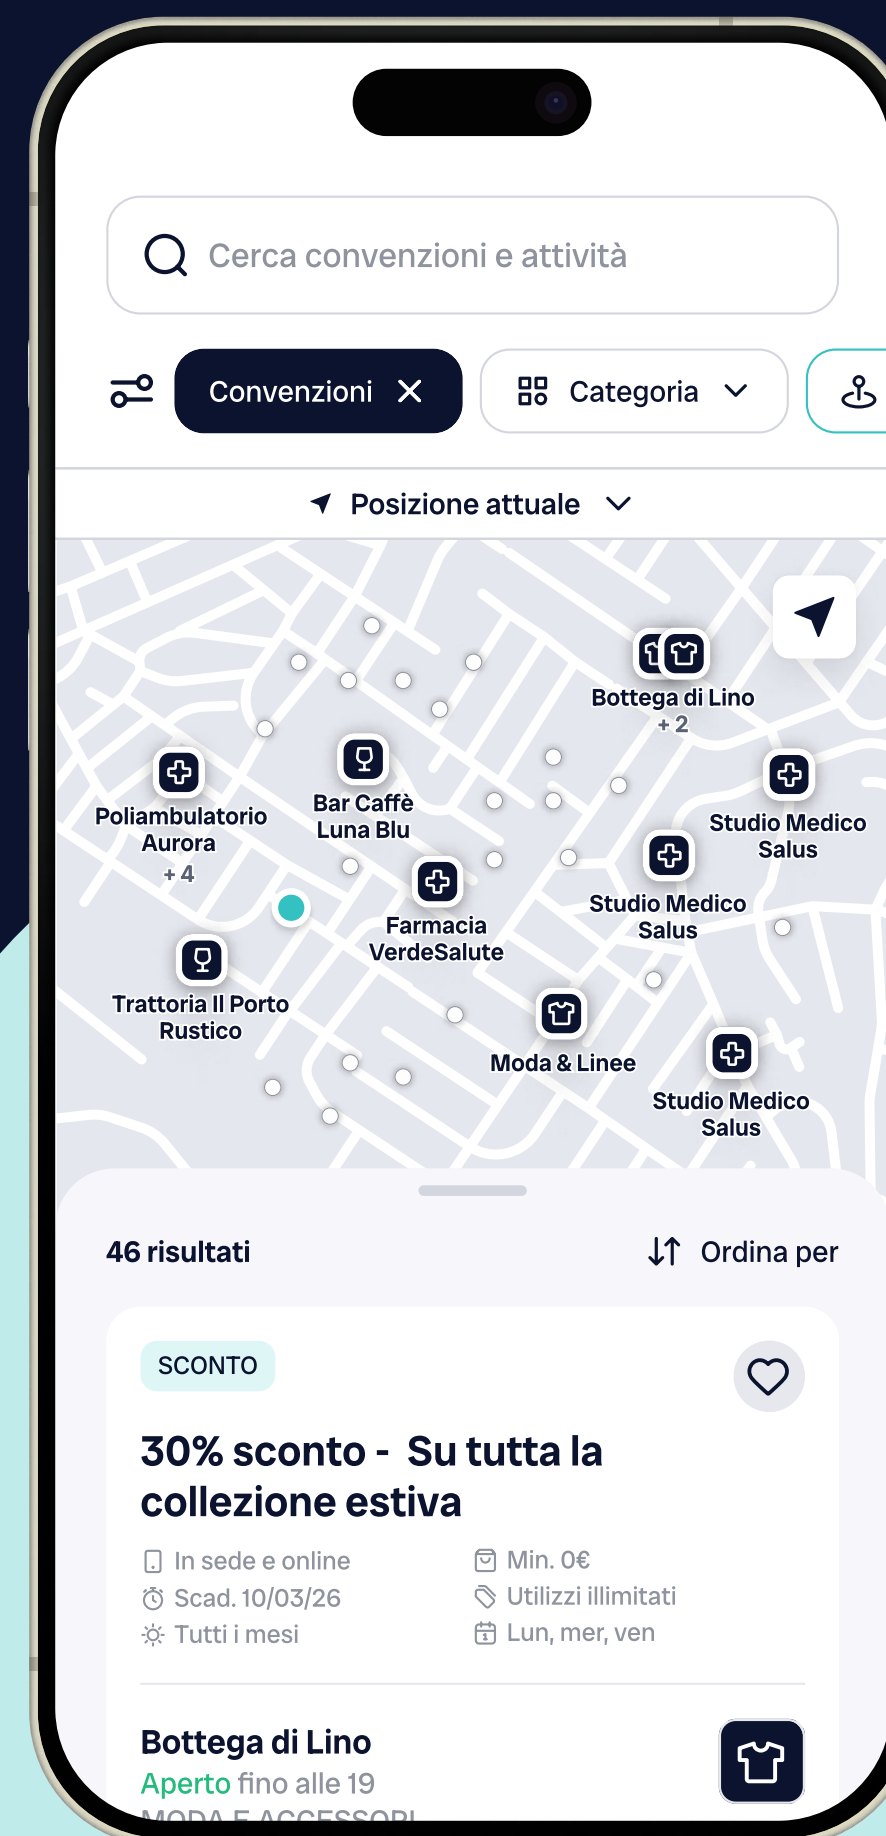 Cerca convenzioni e attività
Convenzioni
Categoria
Posizione attuale
Bottega di Lino
+ 2
Poliambulatorio
Aurora
+ 4
Bar Caffè
Luna Blu
Studio Medico
Salus
Studio Medico
Salus
Farmacia
VerdeSalute
Trattoria Il Porto
Rustico
Moda & Linee
Studio Medico
Salus
46 risultati
Ordina per
SCONTO
30% sconto - Su tutta la
collezione estiva
In sede e online
Min. 0€
Scad. 10/03/26
Utilizzi illimitati
Tutti i mesi
Lun, mer, ven
Bottega di Lino
Aperto fino alle 19
MODA E ACCESSORI